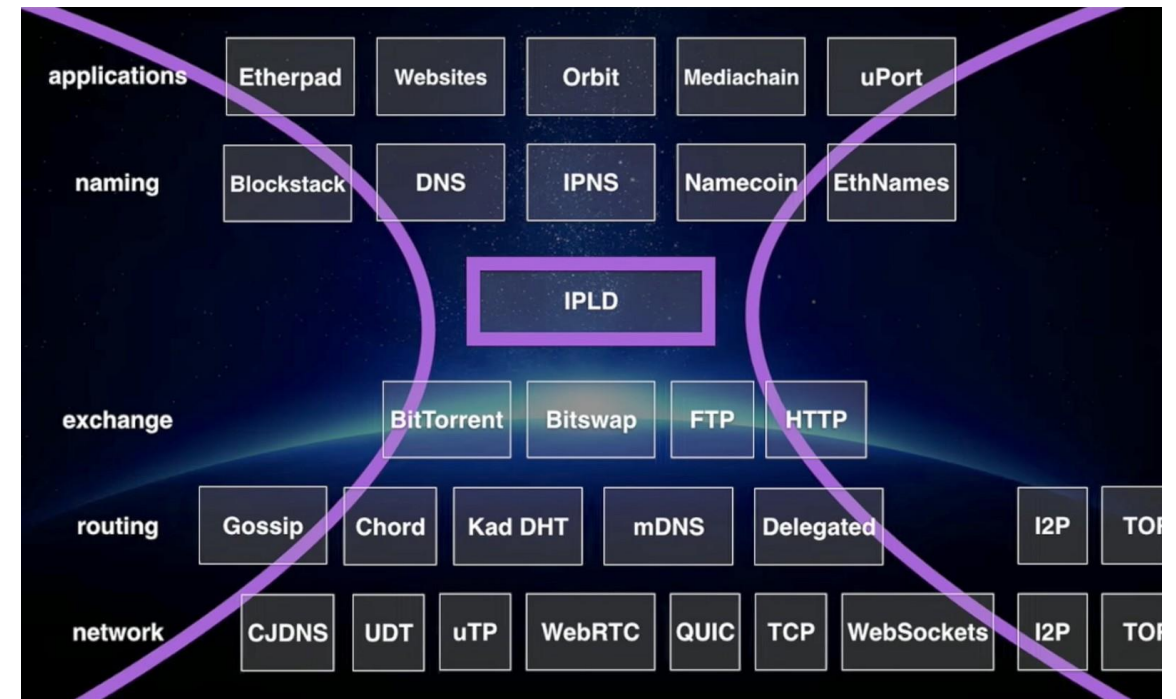 applications Etherpad Websites Orbit Mediachain uPort
naming Blockstack DNS IPNS Namecoin EthNames
IPLD
exchange BitTorrent Bitswap FTP HTTP
routing Gossip Chord Kad DHT mDNS Delegated I2P
network CJDNS UDT uTP WebRTC QUIC TCP WebSockets I2P